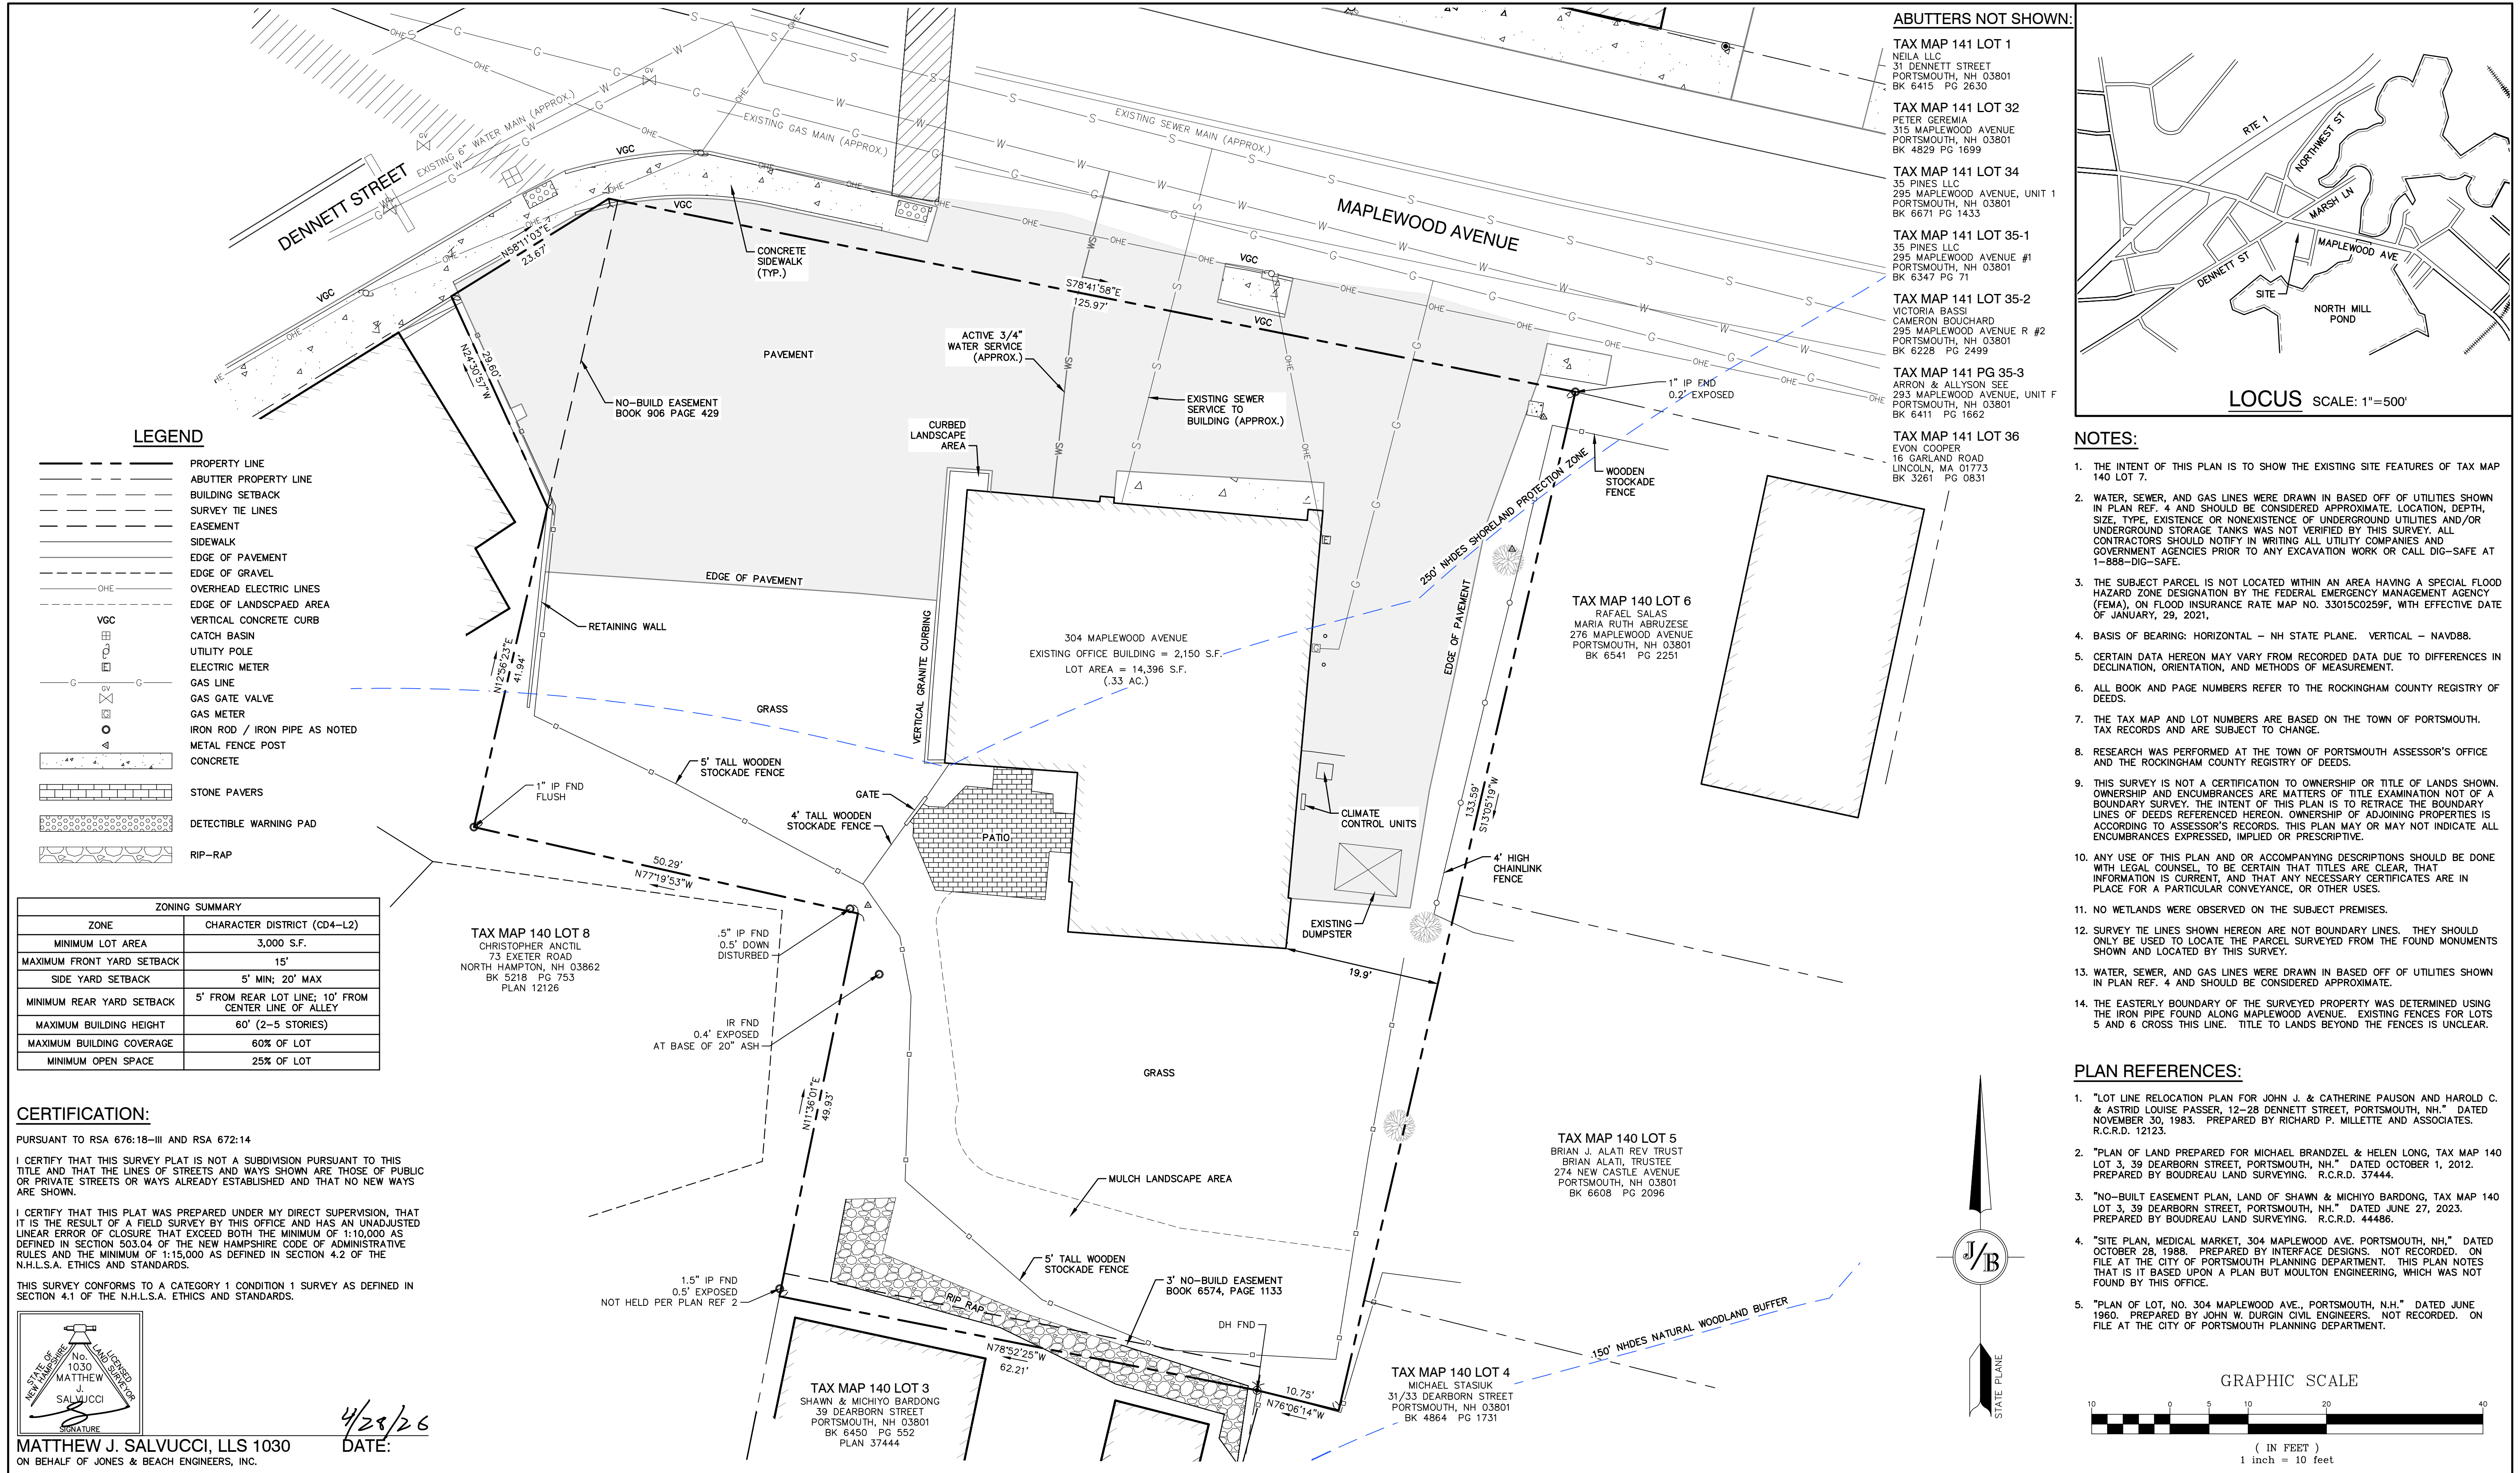 ABUTTERS NOT SHOWN:
TAX MAP 141 LOT 1
NEILA LLC
31 DENNETT STREET
PORTSMOUTH, NH 03801
BK 6415 PG 2630
TAX MAP 141 LOT 32
PETER GEREMIA
315 MAPLEWOOD AVENUE
PORTSMOUTH, NH 03801
BK 4829 PG 1699
TAX MAP 141 LOT 34
35 PINES LLC
295 MAPLEWOOD AVENUE, UNIT 1
PORTSMOUTH, NH 03801
BK 6671 PG 1433
TAX MAP 141 LOT 35-1
35 PINES LLC
295 MAPLEWOOD AVENUE #1
PORTSMOUTH, NH 03801
BK 6347 PG 71
TAX MAP 141 LOT 35-2
VICTORIA BASSI
CAMERON BOUCHARD
295 MAPLEWOOD AVENUE R #2
PORTSMOUTH, NH 03801
BK 6228 PG 2499
TAX MAP 141 PG 35-3
ARRON & ALLYSON SEE
293 MAPLEWOOD AVENUE, UNIT F
PORTSMOUTH, NH 03801
BK 6411 PG 1662
TAX MAP 141 LOT 36
EVON COOPER
16 GARLAND ROAD
LINCOLN, MA 01773
BK 3261 PG 0831
RTE 1
NORTHWEST ST
MARSH LN
MAPLEWOOD AVE
DENNETT ST
SITE
NORTH MILL
POND
LOCUS SCALE: 1"=500'
DENNETT STREET
EXISTING 6" WATER MAIN (APPROX.)
EXISTING GAS MAIN (APPROX.)
EXISTING SEWER MAIN (APPROX.)
MAPLEWOOD AVENUE
VGC
VGC
VGC
VGC
VGC
GV
GV
N58°11'03"E
23.67'
CONCRETE
SIDEWALK
(TYP.)
S78°41'58"E
125.97'
29.60'
N24°30'57"W
PAVEMENT
NO-BUILD EASEMENT
BOOK 906 PAGE 429
ACTIVE 3/4"
WATER SERVICE
(APPROX.)
EXISTING SEWER
SERVICE TO
BUILDING (APPROX.)
1" IP FND
0.2' EXPOSED
CURBED
LANDSCAPE
AREA
WOODEN
STOCKADE
FENCE
250' NHDES SHORELAND PROTECTION ZONE
EDGE OF PAVEMENT
EDGE OF PAVEMENT
RETAINING WALL
N12°56'23"E
41.94'
VERTICAL GRANITE CURBING
GRASS
304 MAPLEWOOD AVENUE
EXISTING OFFICE BUILDING = 2,150 S.F.
LOT AREA = 14,396 S.F.
(.33 AC.)
TAX MAP 140 LOT 6
RAFAEL SALAS
MARIA RUTH ABRUZESE
276 MAPLEWOOD AVENUE
PORTSMOUTH, NH 03801
BK 6541 PG 2251
5' TALL WOODEN
STOCKADE FENCE
GATE
4' TALL WOODEN
STOCKADE FENCE
PATIO
1" IP FND
FLUSH
CLIMATE
CONTROL UNITS
133.59'
S13°05'19"W
4' HIGH
CHAINLINK
FENCE
EXISTING
DUMPSTER
19.9'
50.29'
N77°19'53"W
TAX MAP 140 LOT 8
CHRISTOPHER ANCTIL
73 EXETER ROAD
NORTH HAMPTON, NH 03862
BK 5218 PG 753
PLAN 12126
.5" IP FND
0.5' DOWN
DISTURBED
IR FND
0.4' EXPOSED
AT BASE OF 20" ASH
N11°36'01"E
49.93'
GRASS
MULCH LANDSCAPE AREA
TAX MAP 140 LOT 5
BRIAN J. ALATI REV TRUST
BRIAN ALATI, TRUSTEE
274 NEW CASTLE AVENUE
PORTSMOUTH, NH 03801
BK 6608 PG 2096
5' TALL WOODEN
STOCKADE FENCE
3' NO-BUILD EASEMENT
BOOK 6574, PAGE 1133
1.5" IP FND
0.5' EXPOSED
NOT HELD PER PLAN REF 2
RIP RAP
DH FND
N78°52'25"W
62.21'
10.75'
N76°06'14"W
150' NHDES NATURAL WOODLAND BUFFER
TAX MAP 140 LOT 3
SHAWN & MICHIYO BARDONG
39 DEARBORN STREET
PORTSMOUTH, NH 03801
BK 6450 PG 552
PLAN 37444
TAX MAP 140 LOT 4
MICHAEL STASIUK
31/33 DEARBORN STREET
PORTSMOUTH, NH 03801
BK 4864 PG 1731
LEGEND
PROPERTY LINE
ABUTTER PROPERTY LINE
BUILDING SETBACK
SURVEY TIE LINES
EASEMENT
SIDEWALK
EDGE OF PAVEMENT
EDGE OF GRAVEL
OHE OVERHEAD ELECTRIC LINES
EDGE OF LANDSCPAED AREA
VGC VERTICAL CONCRETE CURB
CATCH BASIN
UTILITY POLE
E ELECTRIC METER
G G GAS LINE
GV GAS GATE VALVE
G GAS METER
IRON ROD / IRON PIPE AS NOTED
METAL FENCE POST
CONCRETE
STONE PAVERS
DETECTIBLE WARNING PAD
RIP-RAP
ZONING SUMMARY
ZONE CHARACTER DISTRICT (CD4-L2)
MINIMUM LOT AREA 3,000 S.F.
MAXIMUM FRONT YARD SETBACK 15'
SIDE YARD SETBACK 5' MIN; 20' MAX
MINIMUM REAR YARD SETBACK 5' FROM REAR LOT LINE; 10' FROM
CENTER LINE OF ALLEY
MAXIMUM BUILDING HEIGHT 60' (2-5 STORIES)
MAXIMUM BUILDING COVERAGE 60% OF LOT
MINIMUM OPEN SPACE 25% OF LOT
CERTIFICATION:
PURSUANT TO RSA 676:18-III AND RSA 672:14
I CERTIFY THAT THIS SURVEY PLAT IS NOT A SUBDIVISION PURSUANT TO THIS
TITLE AND THAT THE LINES OF STREETS AND WAYS SHOWN ARE THOSE OF PUBLIC
OR PRIVATE STREETS OR WAYS ALREADY ESTABLISHED AND THAT NO NEW WAYS
ARE SHOWN.
I CERTIFY THAT THIS PLAT WAS PREPARED UNDER MY DIRECT SUPERVISION, THAT
IT IS THE RESULT OF A FIELD SURVEY BY THIS OFFICE AND HAS AN UNADJUSTED
LINEAR ERROR OF CLOSURE THAT EXCEED BOTH THE MINIMUM OF 1:10,000 AS
DEFINED IN SECTION 503.04 OF THE NEW HAMPSHIRE CODE OF ADMINISTRATIVE
RULES AND THE MINIMUM OF 1:15,000 AS DEFINED IN SECTION 4.2 OF THE
N.H.L.S.A. ETHICS AND STANDARDS.
THIS SURVEY CONFORMS TO A CATEGORY 1 CONDITION 1 SURVEY AS DEFINED IN
SECTION 4.1 OF THE N.H.L.S.A. ETHICS AND STANDARDS.
STATE OF
NEW HAMPSHIRE
LICENSED
LAND SURVEYOR
No.
1030
MATTHEW
J.
SALVUCCI
SIGNATURE
4/28/26
MATTHEW J. SALVUCCI, LLS 1030 DATE:
ON BEHALF OF JONES & BEACH ENGINEERS, INC.
NOTES:
1. THE INTENT OF THIS PLAN IS TO SHOW THE EXISTING SITE FEATURES OF TAX MAP
140 LOT 7.
2. WATER, SEWER, AND GAS LINES WERE DRAWN IN BASED OFF OF UTILITIES SHOWN
IN PLAN REF. 4 AND SHOULD BE CONSIDERED APPROXIMATE. LOCATION, DEPTH,
SIZE, TYPE, EXISTENCE OR NONEXISTENCE OF UNDERGROUND UTILITIES AND/OR
UNDERGROUND STORAGE TANKS WAS NOT VERIFIED BY THIS SURVEY. ALL
CONTRACTORS SHOULD NOTIFY IN WRITING ALL UTILITY COMPANIES AND
GOVERNMENT AGENCIES PRIOR TO ANY EXCAVATION WORK OR CALL DIG-SAFE AT
1-888-DIG-SAFE.
3. THE SUBJECT PARCEL IS NOT LOCATED WITHIN AN AREA HAVING A SPECIAL FLOOD
HAZARD ZONE DESIGNATION BY THE FEDERAL EMERGENCY MANAGEMENT AGENCY
(FEMA), ON FLOOD INSURANCE RATE MAP NO. 33015C0259F, WITH EFFECTIVE DATE
OF JANUARY, 29, 2021,
4. BASIS OF BEARING: HORIZONTAL - NH STATE PLANE. VERTICAL - NAVD88.
5. CERTAIN DATA HEREON MAY VARY FROM RECORDED DATA DUE TO DIFFERENCES IN
DECLINATION, ORIENTATION, AND METHODS OF MEASUREMENT.
6. ALL BOOK AND PAGE NUMBERS REFER TO THE ROCKINGHAM COUNTY REGISTRY OF
DEEDS.
7. THE TAX MAP AND LOT NUMBERS ARE BASED ON THE TOWN OF PORTSMOUTH.
TAX RECORDS AND ARE SUBJECT TO CHANGE.
8. RESEARCH WAS PERFORMED AT THE TOWN OF PORTSMOUTH ASSESSOR'S OFFICE
AND THE ROCKINGHAM COUNTY REGISTRY OF DEEDS.
9. THIS SURVEY IS NOT A CERTIFICATION TO OWNERSHIP OR TITLE OF LANDS SHOWN.
OWNERSHIP AND ENCUMBRANCES ARE MATTERS OF TITLE EXAMINATION NOT OF A
BOUNDARY SURVEY. THE INTENT OF THIS PLAN IS TO RETRACE THE BOUNDARY
LINES OF DEEDS REFERENCED HEREON. OWNERSHIP OF ADJOINING PROPERTIES IS
ACCORDING TO ASSESSOR'S RECORDS. THIS PLAN MAY OR MAY NOT INDICATE ALL
ENCUMBRANCES EXPRESSED, IMPLIED OR PRESCRIPTIVE.
10. ANY USE OF THIS PLAN AND OR ACCOMPANYING DESCRIPTIONS SHOULD BE DONE
WITH LEGAL COUNSEL, TO BE CERTAIN THAT TITLES ARE CLEAR, THAT
INFORMATION IS CURRENT, AND THAT ANY NECESSARY CERTIFICATES ARE IN
PLACE FOR A PARTICULAR CONVEYANCE, OR OTHER USES.
11. NO WETLANDS WERE OBSERVED ON THE SUBJECT PREMISES.
12. SURVEY TIE LINES SHOWN HEREON ARE NOT BOUNDARY LINES. THEY SHOULD
ONLY BE USED TO LOCATE THE PARCEL SURVEYED FROM THE FOUND MONUMENTS
SHOWN AND LOCATED BY THIS SURVEY.
13. WATER, SEWER, AND GAS LINES WERE DRAWN IN BASED OFF OF UTILITIES SHOWN
IN PLAN REF. 4 AND SHOULD BE CONSIDERED APPROXIMATE.
14. THE EASTERLY BOUNDARY OF THE SURVEYED PROPERTY WAS DETERMINED USING
THE IRON PIPE FOUND ALONG MAPLEWOOD AVENUE. EXISTING FENCES FOR LOTS
5 AND 6 CROSS THIS LINE. TITLE TO LANDS BEYOND THE FENCES IS UNCLEAR.
PLAN REFERENCES:
1. "LOT LINE RELOCATION PLAN FOR JOHN J. & CATHERINE PAUSON AND HAROLD C.
& ASTRID LOUISE PASSER, 12-28 DENNETT STREET, PORTSMOUTH, NH." DATED
NOVEMBER 30, 1983. PREPARED BY RICHARD P. MILLETTE AND ASSOCIATES.
R.C.R.D. 12123.
2. "PLAN OF LAND PREPARED FOR MICHAEL BRANDZEL & HELEN LONG, TAX MAP 140
LOT 3, 39 DEARBORN STREET, PORTSMOUTH, NH." DATED OCTOBER 1, 2012.
PREPARED BY BOUDREAU LAND SURVEYING. R.C.R.D. 37444.
3. "NO-BUILT EASEMENT PLAN, LAND OF SHAWN & MICHIYO BARDONG, TAX MAP 140
LOT 3, 39 DEARBORN STREET, PORTSMOUTH, NH." DATED JUNE 27, 2023.
PREPARED BY BOUDREAU LAND SURVEYING. R.C.R.D. 44486.
4. "SITE PLAN, MEDICAL MARKET, 304 MAPLEWOOD AVE. PORTSMOUTH, NH," DATED
OCTOBER 28, 1988. PREPARED BY INTERFACE DESIGNS. NOT RECORDED. ON
FILE AT THE CITY OF PORTSMOUTH PLANNING DEPARTMENT. THIS PLAN NOTES
THAT IS IT BASED UPON A PLAN BUT MOULTON ENGINEERING, WHICH WAS NOT
FOUND BY THIS OFFICE.
5. "PLAN OF LOT, NO. 304 MAPLEWOOD AVE., PORTSMOUTH, N.H." DATED JUNE
1960. PREPARED BY JOHN W. DURGIN CIVIL ENGINEERS. NOT RECORDED. ON
FILE AT THE CITY OF PORTSMOUTH PLANNING DEPARTMENT.
J/B
STATE PLANE
GRAPHIC SCALE
10 0 5 10 20 40
( IN FEET )
1 inch = 10 feet